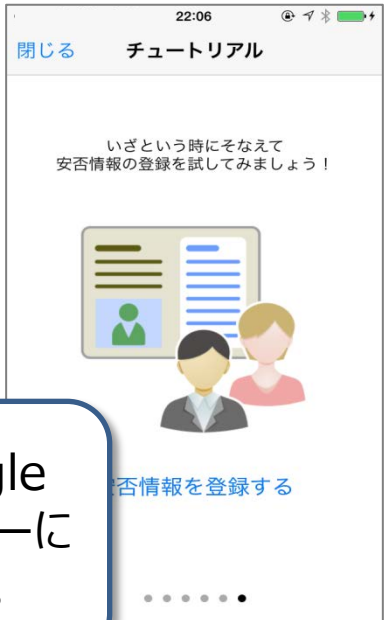 22:06
閉じる
チュートリアル
いざという時にそなえて
安否情報の登録を試してみましょう！
否情報を登録する
gle
ーに